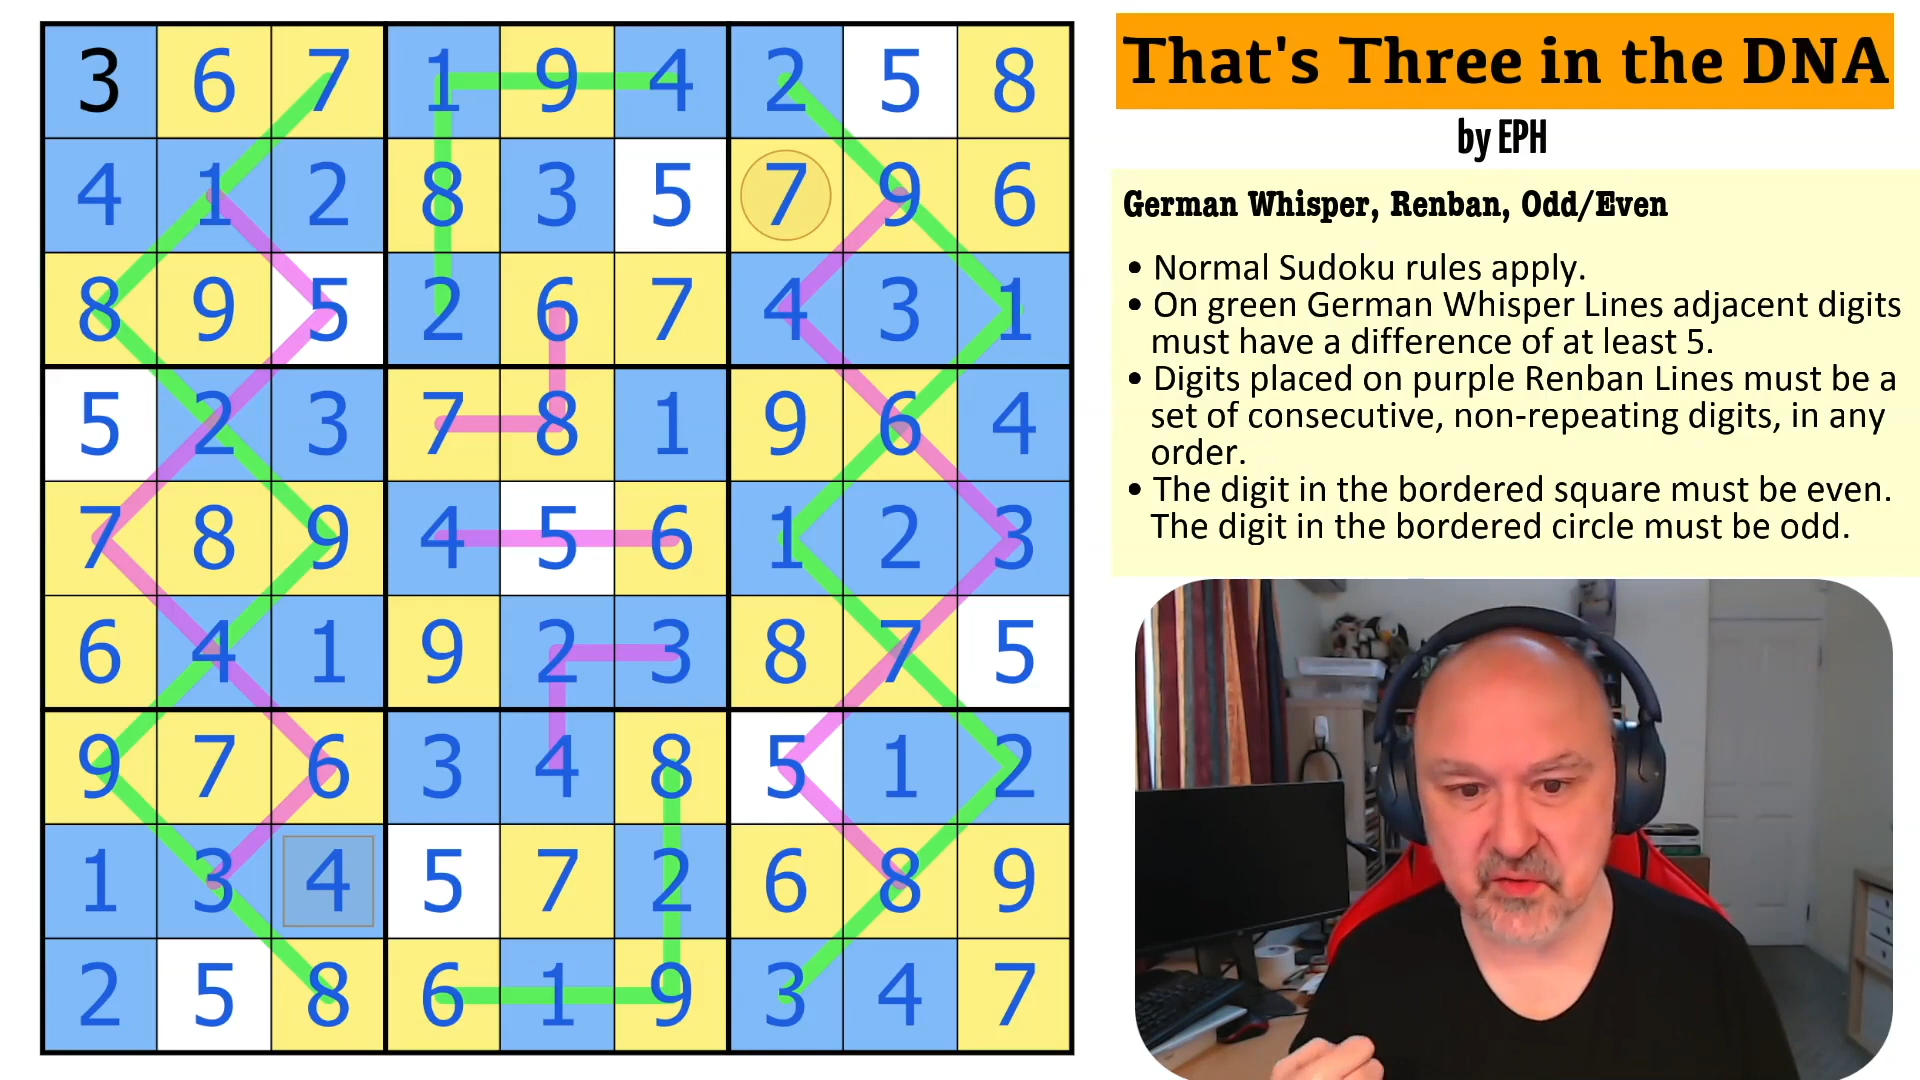 3 6 7 1 9 4 2 5 8
4 1 2 8 3 5 7 9 6
8 9 5 2 6 7 4 3 1
5 2 3 7 8 1 9 6 4
7 8 9 4 5 6 1 2 3
6 4 1 9 2 3 8 7 5
9 7 6 3 4 8 5 1 2
1 3 4 5 7 2 6 8 9
2 5 8 6 1 9 3 4 7
That's Three in the DNA
by EPH
German Whisper, Renban, Odd/Even
• Normal Sudoku rules apply.
• On green German Whisper Lines adjacent digits
must have a difference of at least 5.
• Digits placed on purple Renban Lines must be a
set of consecutive, non-repeating digits, in any
order.
• The digit in the bordered square must be even.
The digit in the bordered circle must be odd.